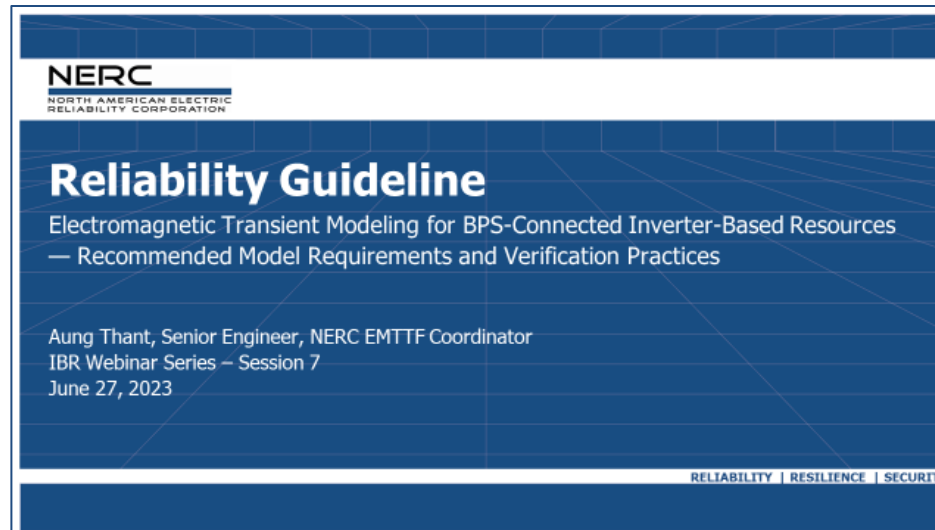 NERC
NORTH AMERICAN ELECTRIC
RELIABILITY CORPORATION
Reliability Guideline
Electromagnetic Transient Modeling for BPS-Connected Inverter-Based Resources
— Recommended Model Requirements and Verification Practices
Aung Thant, Senior Engineer, NERC EMTTF Coordinator
IBR Webinar Series – Session 7
June 27, 2023
RELIABILITY | RESILIENCE | SECURIT